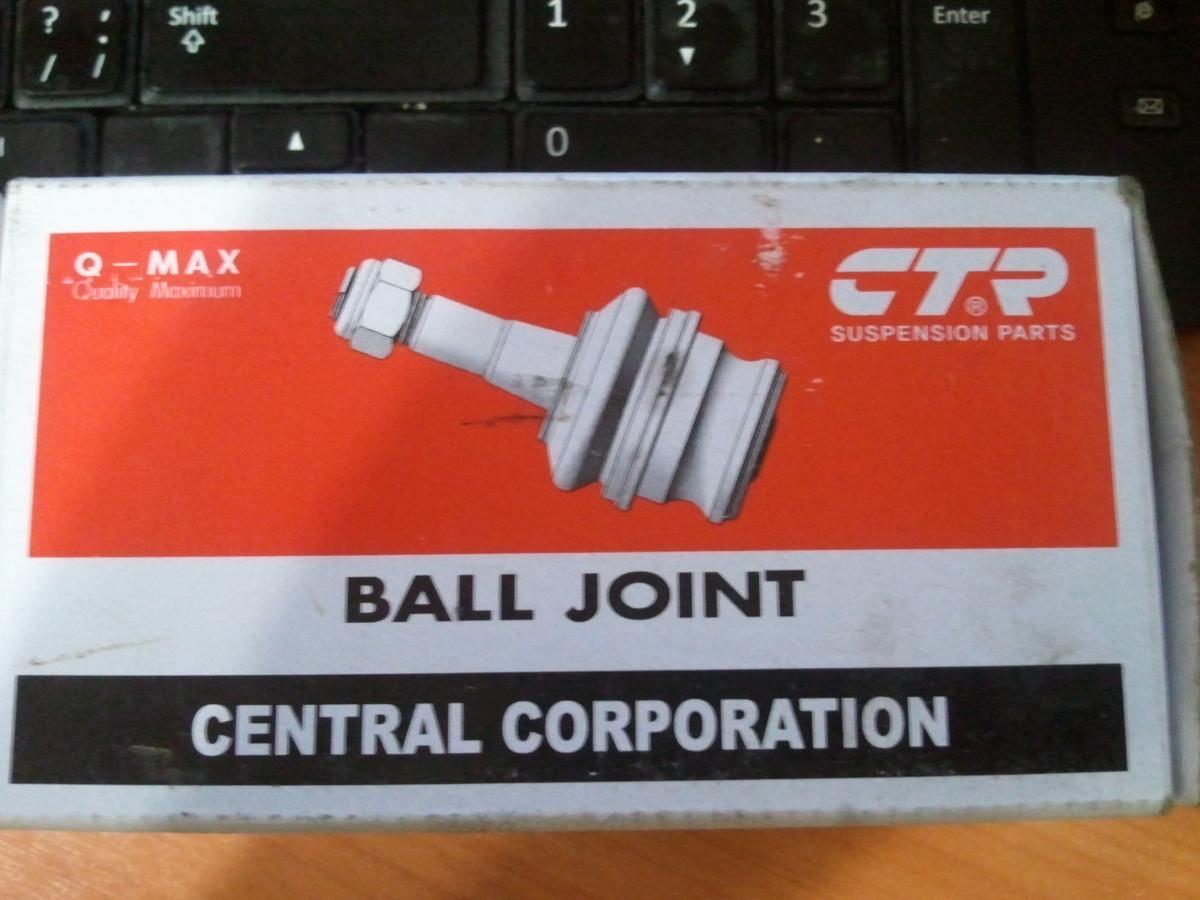 ? ,
/ /
Shift
1
2
3
Enter
0
.
Q-MAX
Quality Maximum
CTR®
SUSPENSION PARTS
BALL JOINT
CENTRAL CORPORATION